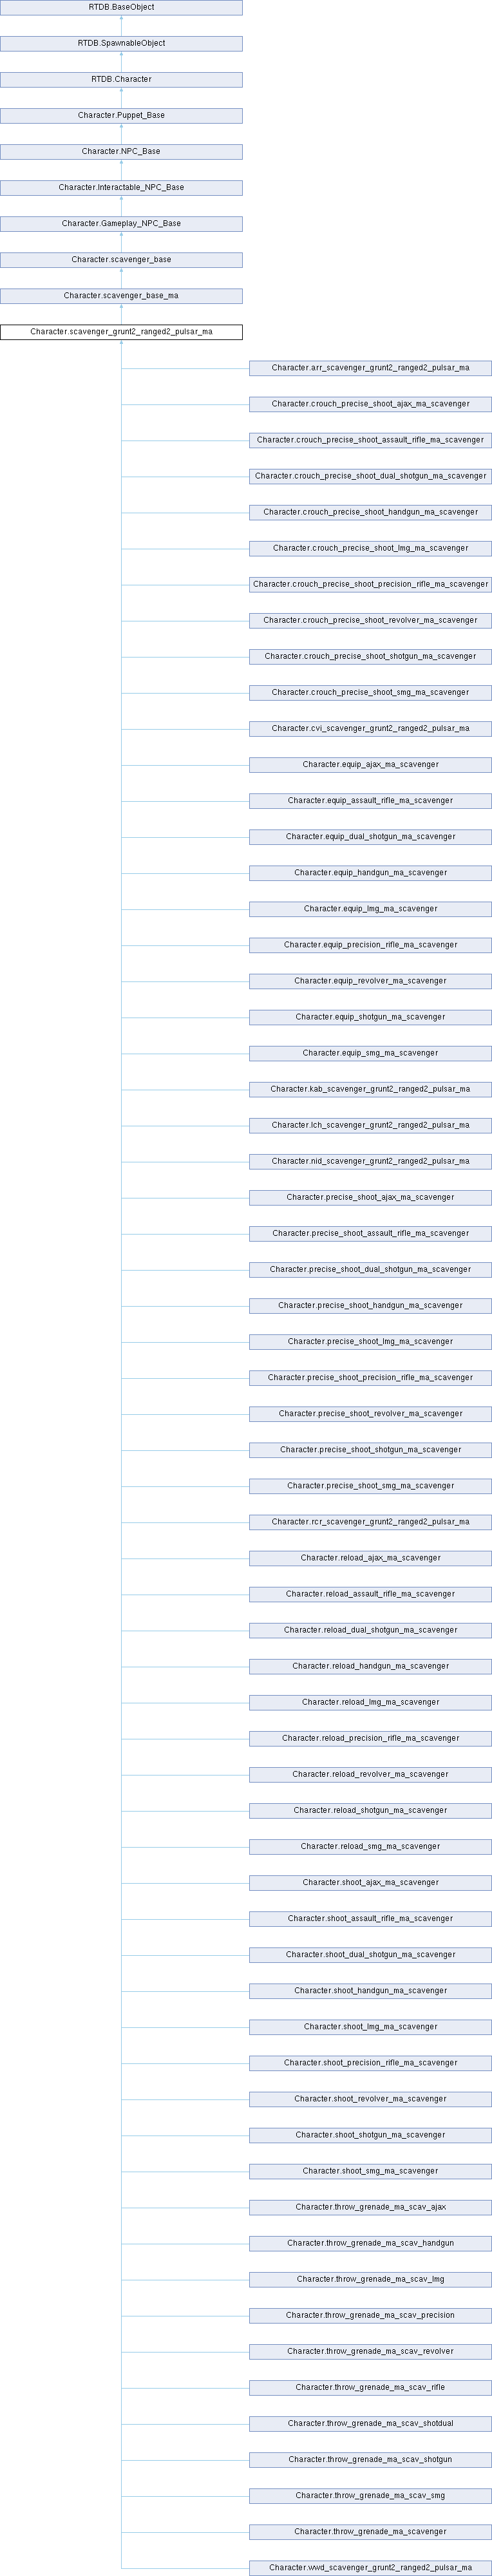 RTDB.BaseObject
RTDB.SpawnableObject
RTDB.Character
Character.Puppet_Base
Character.NPC_Base
Character.Interactable_NPC_Base
Character.Gameplay_NPC_Base
Character.scavenger_base
Character.scavenger_base_ma
Character.scavenger_grunt2_ranged2_pulsar_ma
Character.arr_scavenger_grunt2_ranged2_pulsar_ma
Character.crouch_precise_shoot_ajax_ma_scavenger
Character.crouch_precise_shoot_assault_rifle_ma_scavenger
Character.crouch_precise_shoot_dual_shotgun_ma_scavenger
Character.crouch_precise_shoot_handgun_ma_scavenger
Character.crouch_precise_shoot_lmg_ma_scavenger
Character.crouch_precise_shoot_precision_rifle_ma_scavenger
Character.crouch_precise_shoot_revolver_ma_scavenger
Character.crouch_precise_shoot_shotgun_ma_scavenger
Character.crouch_precise_shoot_smg_ma_scavenger
Character.cvi_scavenger_grunt2_ranged2_pulsar_ma
Character.equip_ajax_ma_scavenger
Character.equip_assault_rifle_ma_scavenger
Character.equip_dual_shotgun_ma_scavenger
Character.equip_handgun_ma_scavenger
Character.equip_lmg_ma_scavenger
Character.equip_precision_rifle_ma_scavenger
Character.equip_revolver_ma_scavenger
Character.equip_shotgun_ma_scavenger
Character.equip_smg_ma_scavenger
Character.kab_scavenger_grunt2_ranged2_pulsar_ma
Character.lch_scavenger_grunt2_ranged2_pulsar_ma
Character.nid_scavenger_grunt2_ranged2_pulsar_ma
Character.precise_shoot_ajax_ma_scavenger
Character.precise_shoot_assault_rifle_ma_scavenger
Character.precise_shoot_dual_shotgun_ma_scavenger
Character.precise_shoot_handgun_ma_scavenger
Character.precise_shoot_lmg_ma_scavenger
Character.precise_shoot_precision_rifle_ma_scavenger
Character.precise_shoot_revolver_ma_scavenger
Character.precise_shoot_shotgun_ma_scavenger
Character.precise_shoot_smg_ma_scavenger
Character.rcr_scavenger_grunt2_ranged2_pulsar_ma
Character.reload_ajax_ma_scavenger
Character.reload_assault_rifle_ma_scavenger
Character.reload_dual_shotgun_ma_scavenger
Character.reload_handgun_ma_scavenger
Character.reload_lmg_ma_scavenger
Character.reload_precision_rifle_ma_scavenger
Character.reload_revolver_ma_scavenger
Character.reload_shotgun_ma_scavenger
Character.reload_smg_ma_scavenger
Character.shoot_ajax_ma_scavenger
Character.shoot_assault_rifle_ma_scavenger
Character.shoot_dual_shotgun_ma_scavenger
Character.shoot_handgun_ma_scavenger
Character.shoot_lmg_ma_scavenger
Character.shoot_precision_rifle_ma_scavenger
Character.shoot_revolver_ma_scavenger
Character.shoot_shotgun_ma_scavenger
Character.shoot_smg_ma_scavenger
Character.throw_grenade_ma_scav_ajax
Character.throw_grenade_ma_scav_handgun
Character.throw_grenade_ma_scav_lmg
Character.throw_grenade_ma_scav_precision
Character.throw_grenade_ma_scav_revolver
Character.throw_grenade_ma_scav_rifle
Character.throw_grenade_ma_scav_shotdual
Character.throw_grenade_ma_scav_shotgun
Character.throw_grenade_ma_scav_smg
Character.throw_grenade_ma_scavenger
Character.wwd_scavenger_grunt2_ranged2_pulsar_ma